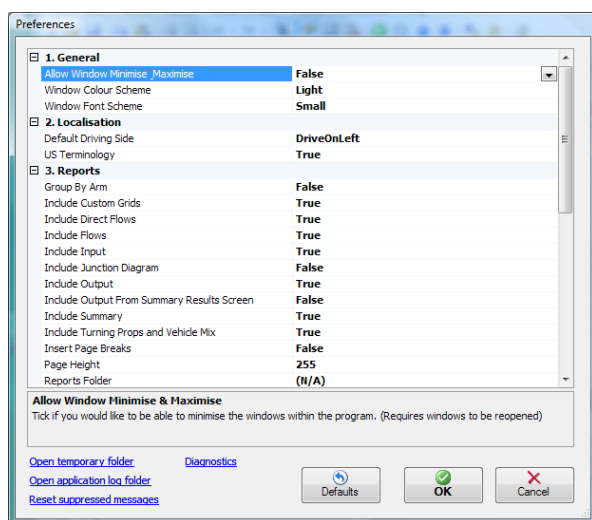 Preferences
1. General
Allow Window Minimise_Maximise False
Window Colour Scheme Light
Window Font Scheme Small
2. Localisation
Default Driving Side DriveOnLeft
US Terminology True
3. Reports
Group By Arm False
Include Custom Grids True
Include Direct Flows True
Include Flows True
Include Input True
Include Junction Diagram False
Include Output True
Include Output From Summary Results Screen False
Include Summary True
Include Turning Props and Vehicle Mix True
Insert Page Breaks False
Page Height 255
Reports Folder (N/A)
Allow Window Minimise & Maximise
Tick if you would like to be able to minimise the windows within the program. (Requires windows to be reopened)
Open temporary folder Diagnostics
Open application log folder
Reset suppressed messages
Defaults OK Cancel